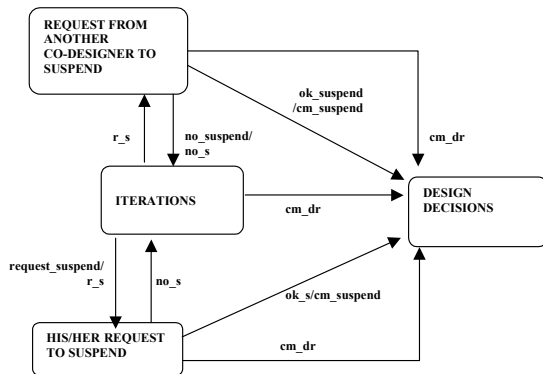 REQUEST FROM
ANOTHER
CO-DESIGNER TO
SUSPEND
ok_suspend
/cm_suspend
r_s
no_suspend/
no_s
cm_dr
ITERATIONS
cm_dr
DESIGN
DECISIONS
request_suspend/
r_s
no_s
ok_s/cm_suspend
HIS/HER REQUEST
TO SUSPEND
cm_dr